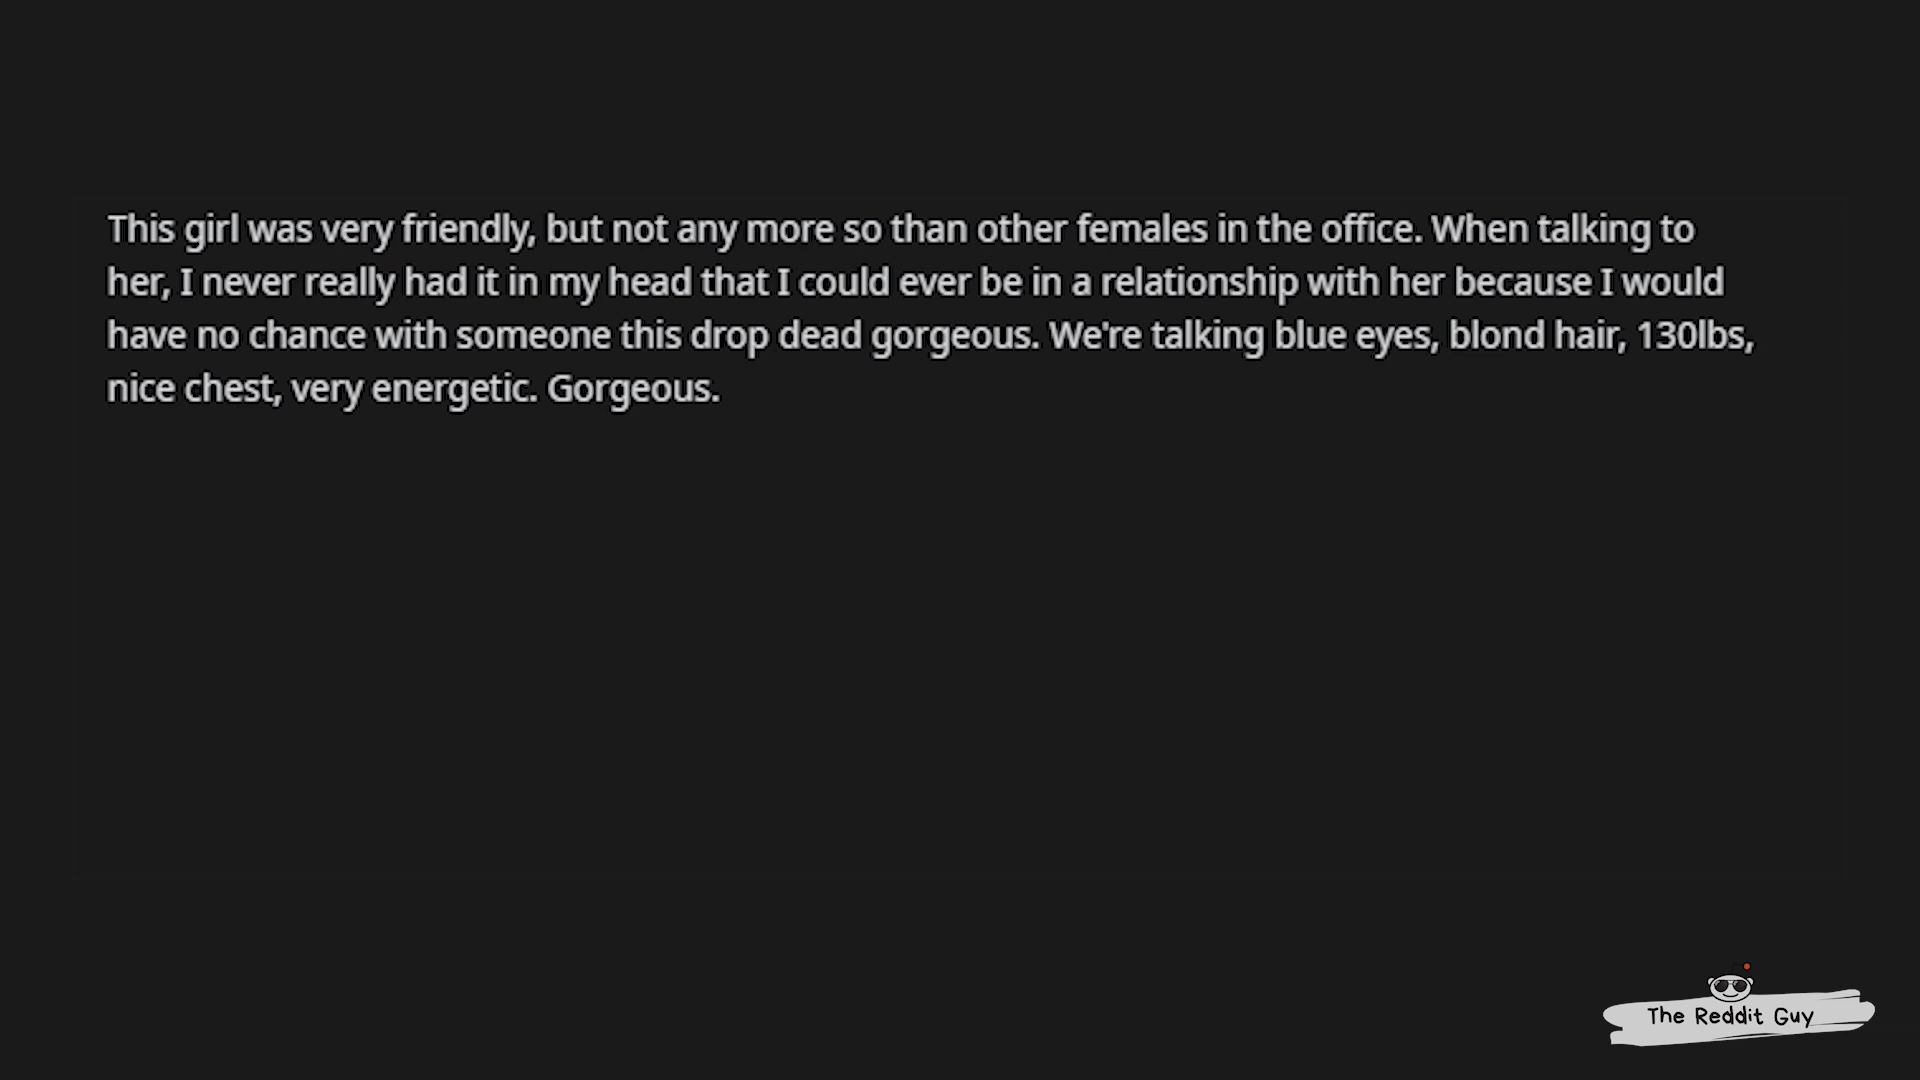 This girl was very friendly, but not any more so than other females in the office. When talking to
her, I never really had it in my head that I could ever be in a relationship with her because I would
have no chance with someone this drop dead gorgeous. We're talking blue eyes, blond hair, 130lbs,
nice chest, very energetic. Gorgeous.
The Reddit Guy